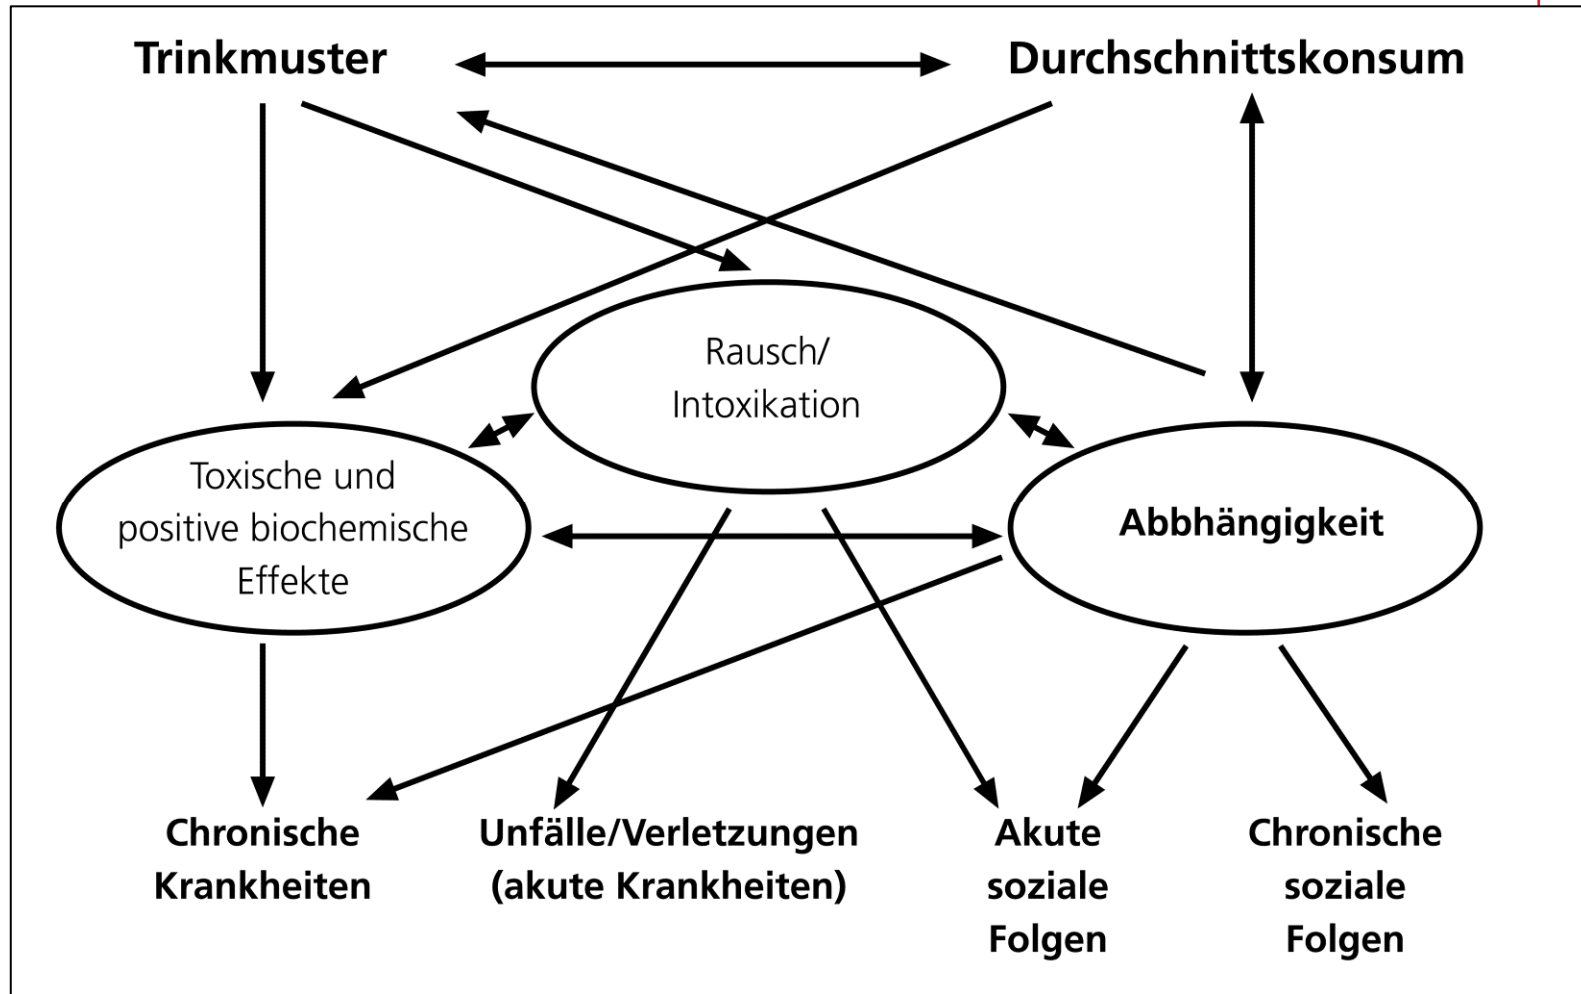 Trinkmuster
Durchschnittskonsum
Rausch/
Intoxikation
Toxische und
positive biochemische
Effekte
Abbhängigkeit
Chronische
Krankheiten
Unfälle/Verletzungen
(akute Krankheiten)
Akute
soziale
Folgen
Chronische
soziale
Folgen